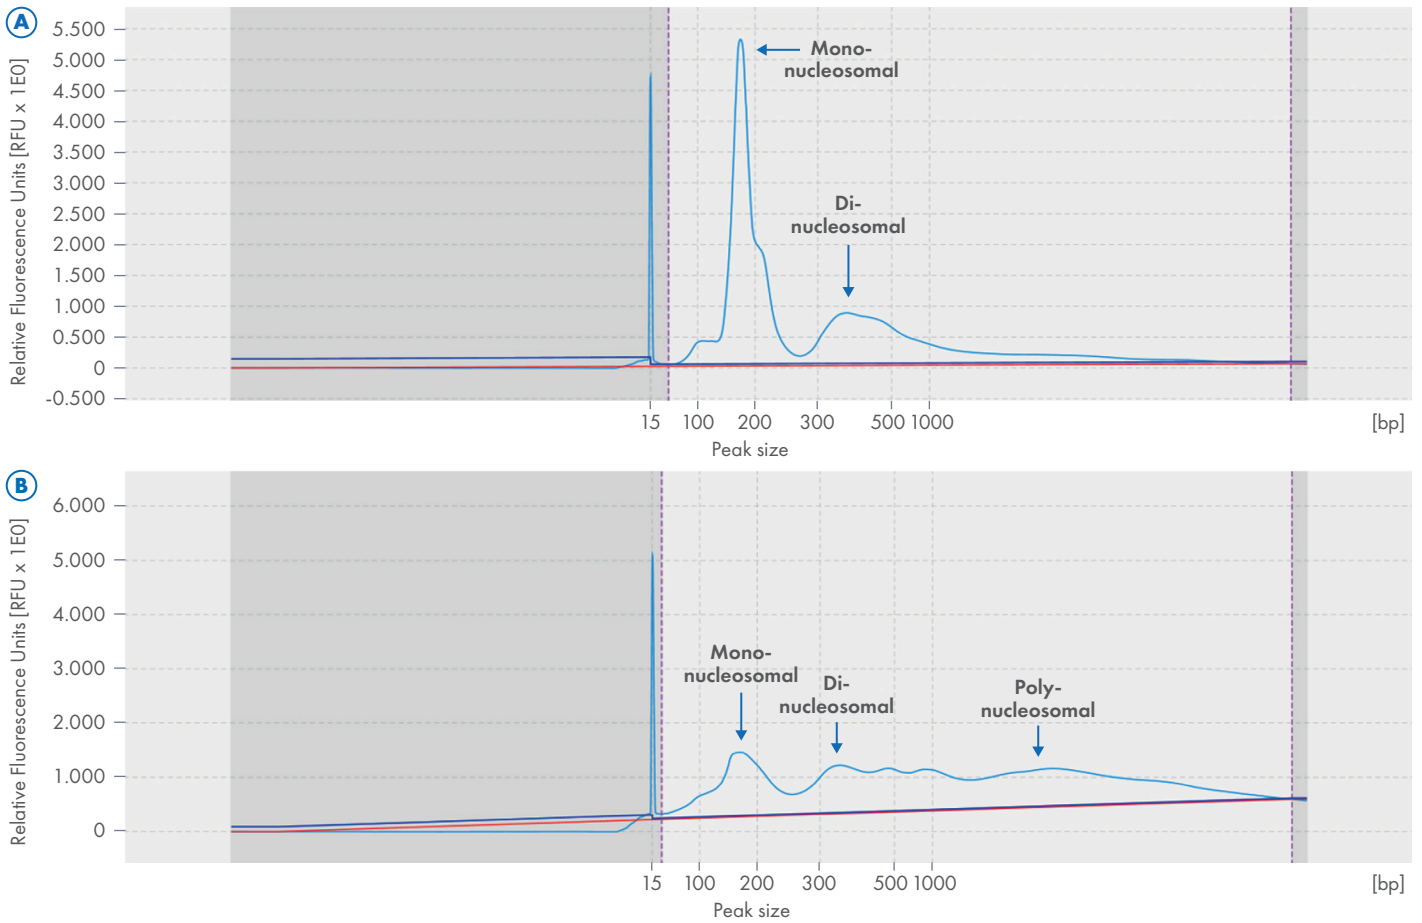 A
Relative Fluorescence Units [RFU x 1E0]
5.500
5.000
4.500
4.000
3.500
3.000
2.500
2.000
1.500
1.000
0.500
0
-0.500
Mono-
nucleosomal
Di-
nucleosomal
15 100 200 300 500 1000 [bp]
Peak size
B
Relative Fluorescence Units [RFU x 1E0]
6.000
5.000
4.000
3.000
2.000
1.000
0
Mono-
nucleosomal
Di-
nucleosomal
Poly-
nucleosomal
15 100 200 300 500 1000 [bp]
Peak size